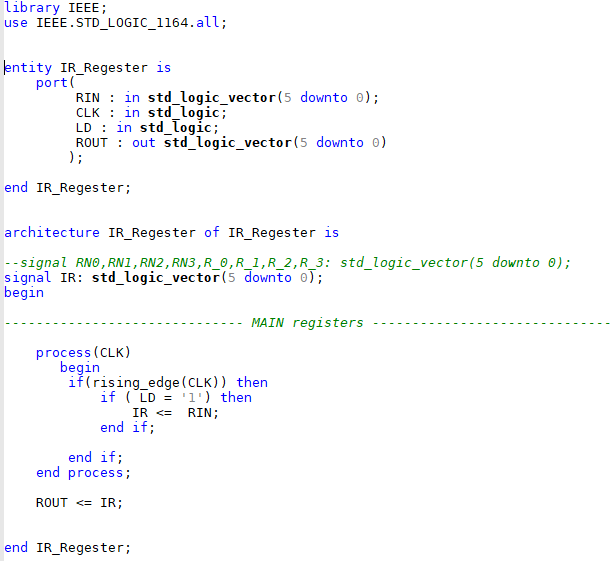 library IEEE;
use IEEE.STD_LOGIC_1164.all;
entity IR_Regester is
port(
RIN : in std_logic_vector(5 downto 0);
CLK : in std_logic;
LD : in std_logic;
ROUT : out std_logic_vector(5 downto 0)
);
end IR_Regester;
architecture IR_Regester of IR_Regester is
--signal RN0,RN1,RN2,RN3,R_0,R_1,R_2,R_3: std_logic_vector(5 downto 0);
signal IR: std_logic_vector(5 downto 0);
begin
------------------------------ MAIN registers ------------------------------
process(CLK)
begin
if(rising_edge(CLK)) then
if ( LD = '1') then
IR <=  RIN;
end if;
end if;
end process;
ROUT <= IR;
end IR_Regester;